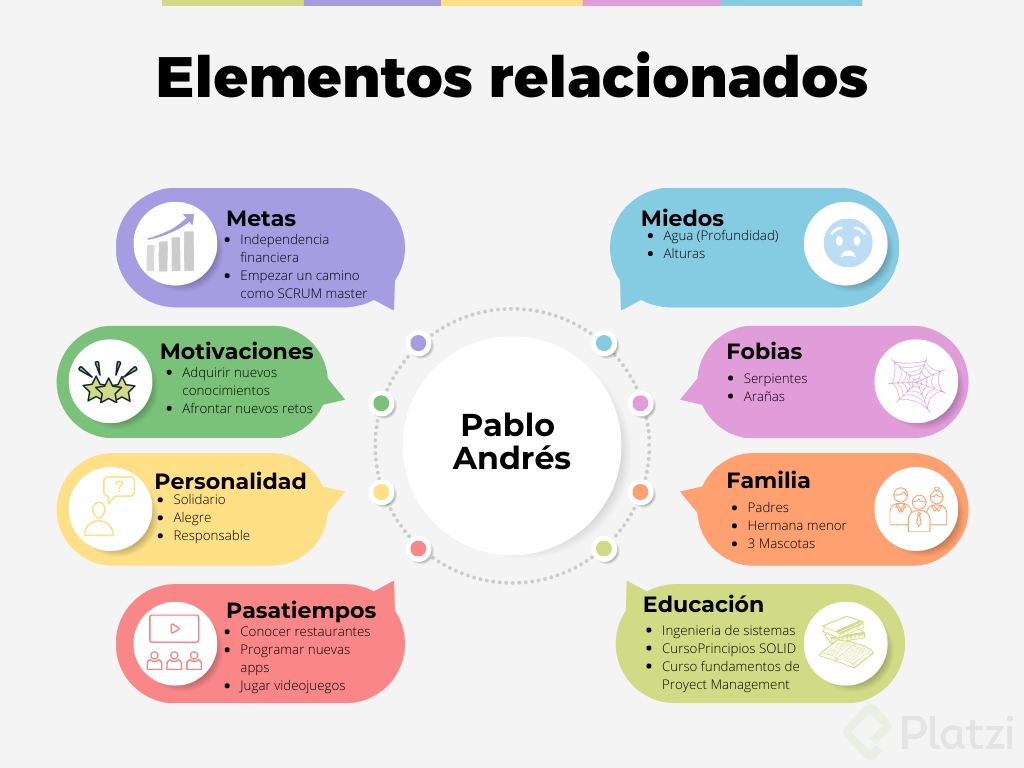 Elementos relacionados
Metas
Independencia
financiera
Empezar un camino
como SCRUM master
Motivaciones
Adquirir nuevos
conocimientos
Afrontar nuevos retos
Personalidad
Solidario
Alegre
Responsable
Pasatiempos
Conocer restaurantes
Programar nuevas
apps
Jugar videojuegos
Pablo
Andrés
Miedos
Agua (Profundidad)
Alturas
Fobias
Serpientes
Arañas
Familia
Padres
Hermana menor
3 Mascotas
Educación
Ingenieria de sistemas
CursoPrincipios SOLID
Curso fundamentos de
Proyect Management
?
Platzi